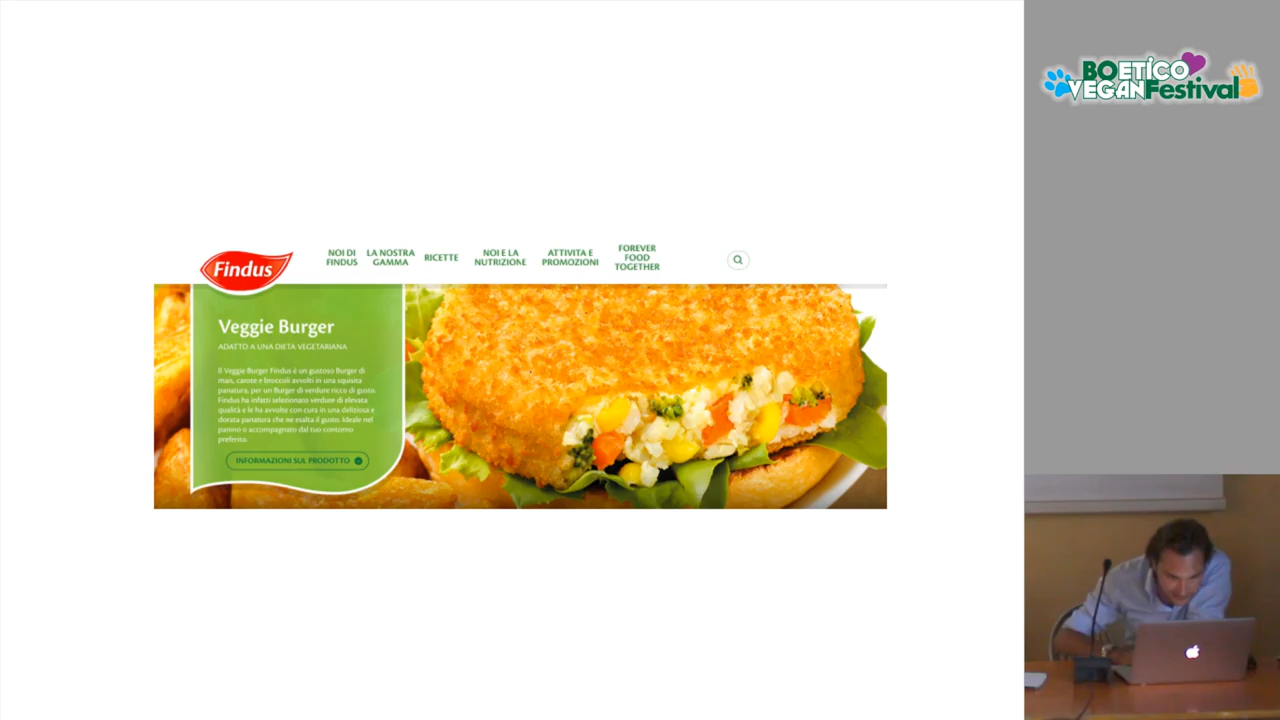 BOETICO
VEGANFestival
Findus
NOI DI
FINDUS
LA NOSTRA
GAMMA
RICETTE
NOI E LA
NUTRIZIONE
ATTIVITA E
PROMOZIONI
FOREVER
FOOD
TOGETHER
Veggie Burger
ADATTO A UNA DIETA VEGETARIANA
Il Veggie Burger Findus è un gustoso Burger di
mais, carote e broccoli avvolti in una squisita
panatura, per un Burger di verdure ricco di gusto.
Findus ha infatti selezionato verdure di elevata
qualità e le ha avvolte con cura in una deliziosa e
dorata panatura che ne esalta il gusto. Ideale nel
panino o accompagnato dal tuo contorno
preferito.
INFORMAZIONI SUL PRODOTTO